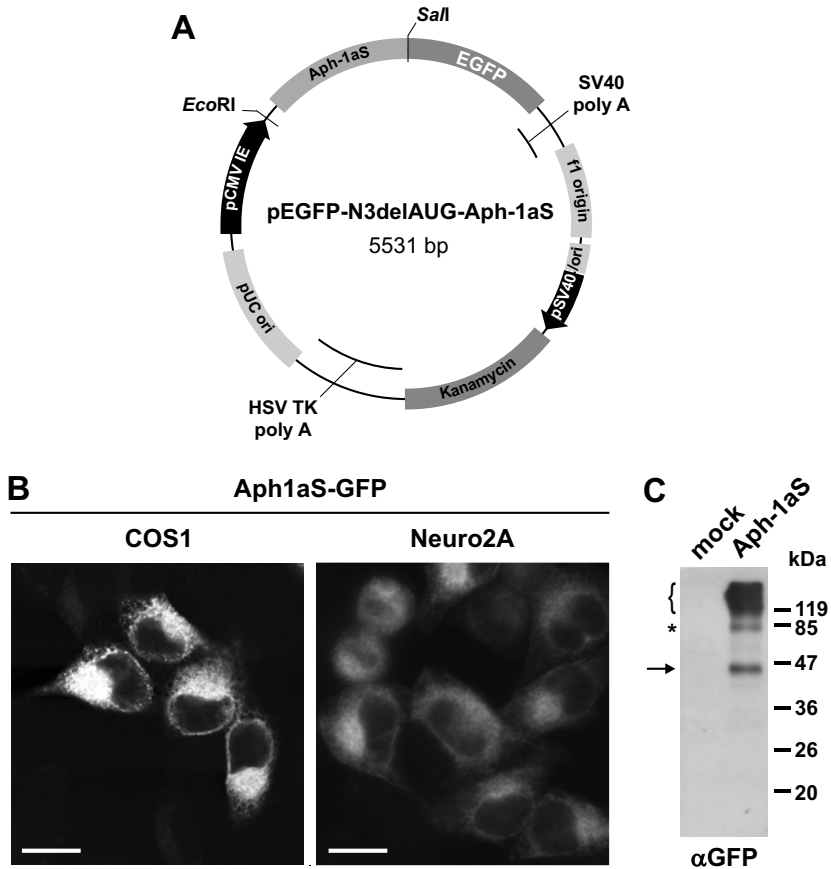 A
SalI
Aph-1aS
EGFP
EcoRI
SV40
poly A
pCMV IE
f1 origin
pEGFP-N3delAUG-Aph-1aS
5531 bp
pSV40/ori
pUC ori
Kanamycin
HSV TK
poly A
B
Aph1aS-GFP
COS1
Neuro2A
C
mock
Aph-1aS
kDa
{
119
*
85
47
36
26
20
αGFP